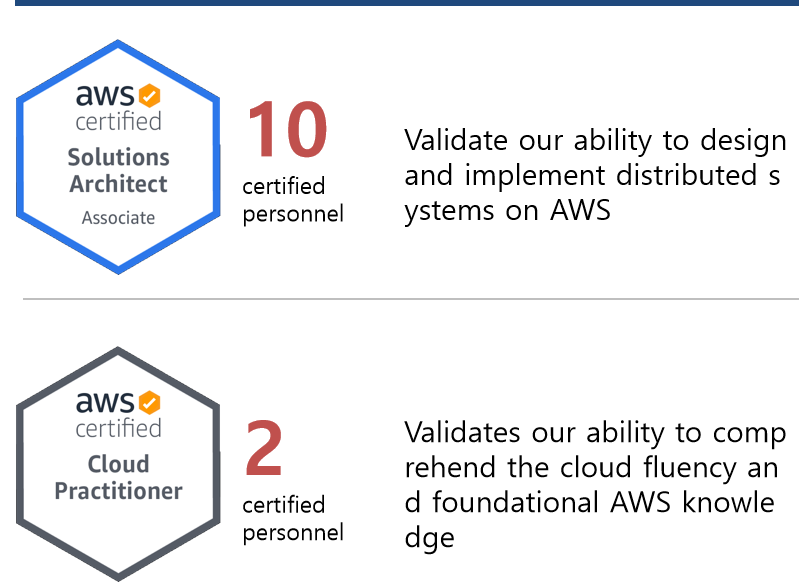 aws
certified
Solutions
Architect
Associate
10
certified
personnel
Validate our ability to design
and implement distributed s
ystems on AWS
aws
certified
Cloud
Practitioner
2
certified
personnel
Validates our ability to comp
rehend the cloud fluency an
d foundational AWS knowle
dge